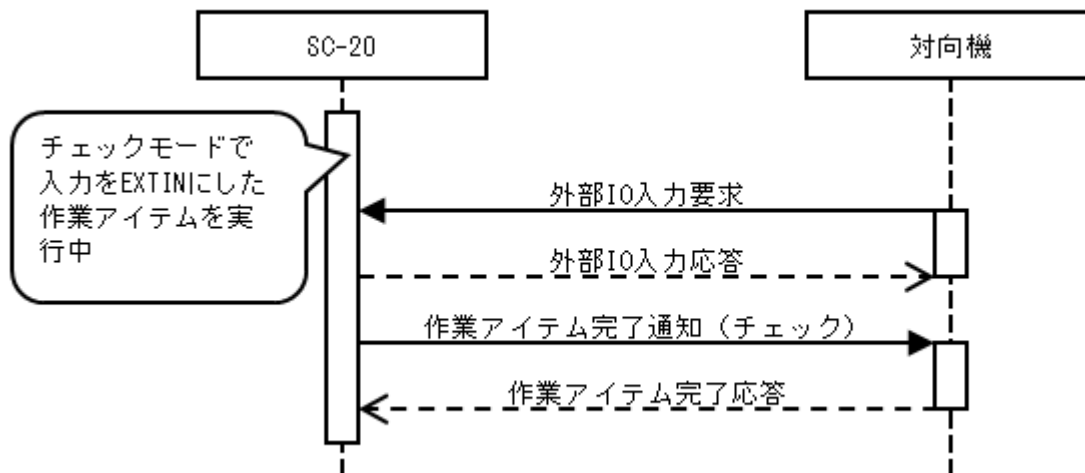 SC-20
対向機
チェックモードで
入力をEXTINにした
作業アイテムを実
行中
外部IO入力要求
外部IO入力応答
作業アイテム完了通知（チェック）
作業アイテム完了応答